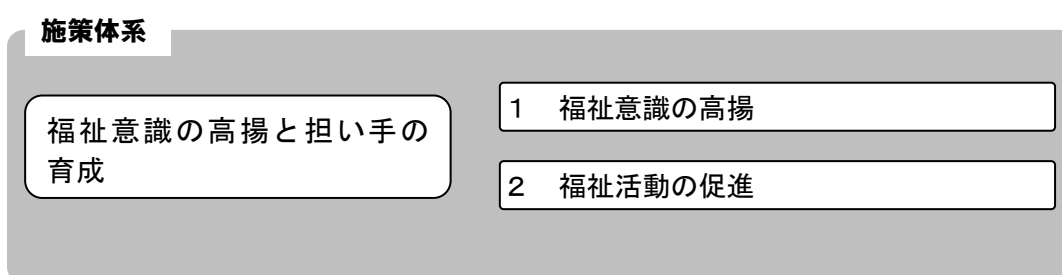 施策体系
福祉意識の高揚と担い手の
育成
１　福祉意識の高揚
２　福祉活動の促進